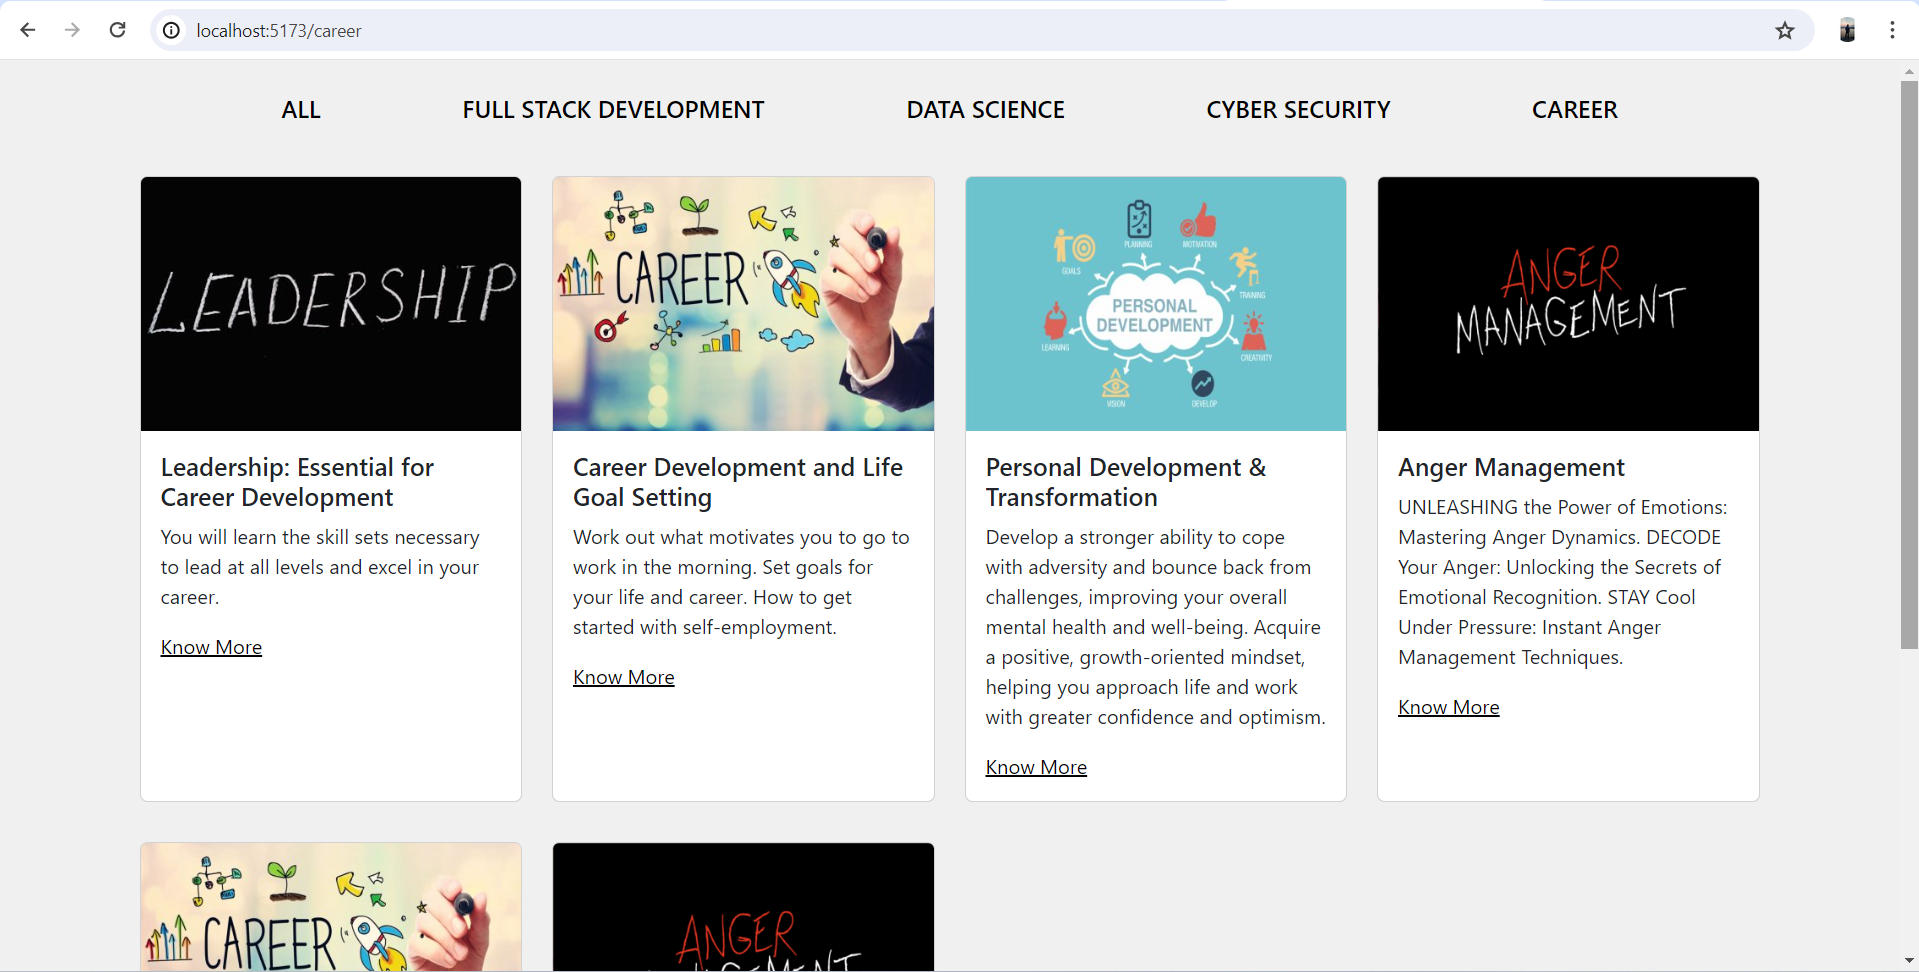 localhost:5173/career
ALL
FULL STACK DEVELOPMENT
DATA SCIENCE
CYBER SECURITY
CAREER
LEADERSHIP
Leadership: Essential for
Career Development
You will learn the skill sets necessary
to lead at all levels and excel in your
career.
Know More
CAREER
Career Development and Life
Goal Setting
Work out what motivates you to go to
work in the morning. Set goals for
your life and career. How to get
started with self-employment.
Know More
PLANNING
MOTIVATION
GOALS
TRAINING
PERSONAL
DEVELOPMENT
LEARNING
CREATIVITY
VISION
DEVELOP
Personal Development &
Transformation
Develop a stronger ability to cope
with adversity and bounce back from
challenges, improving your overall
mental health and well-being. Acquire
a positive, growth-oriented mindset,
helping you approach life and work
with greater confidence and optimism.
Know More
ANGER
MANAGEMENT
Anger Management
UNLEASHING the Power of Emotions:
Mastering Anger Dynamics. DECODE
Your Anger: Unlocking the Secrets of
Emotional Recognition. STAY Cool
Under Pressure: Instant Anger
Management Techniques.
Know More
CAREER
ANGER